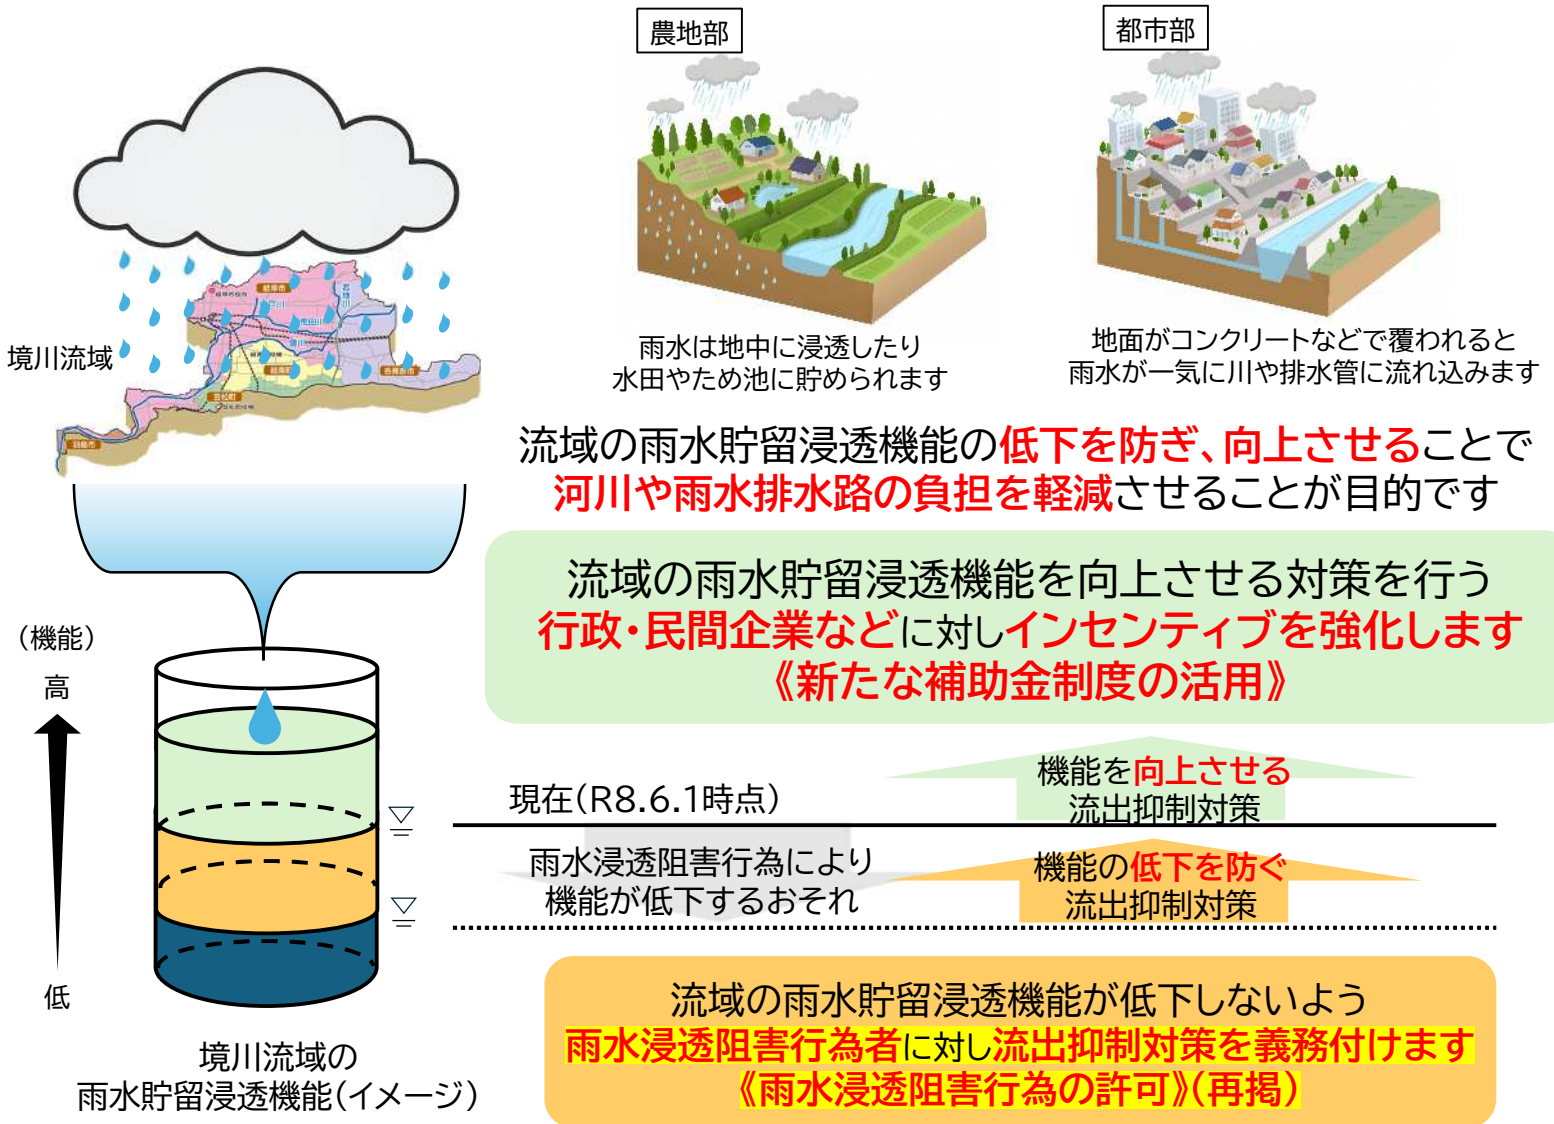 農地部
都市部
岐阜市
境川流域
岐南町
各務原市
笠松町
羽島市
雨水は地中に浸透したり
水田やため池に貯められます
地面がコンクリートなどで覆われると
雨水が一気に川や排水管に流れ込みます
流域の雨水貯留浸透機能の低下を防ぎ、向上させることで
河川や雨水排水路の負担を軽減させることが目的です
流域の雨水貯留浸透機能を向上させる対策を行う
行政・民間企業などに対しインセンティブを強化します
《新たな補助金制度の活用》
(機能)
高
低
現在(R8.6.1時点)
機能を向上させる
流出抑制対策
雨水浸透阻害行為により
機能が低下するおそれ
機能の低下を防ぐ
流出抑制対策
流域の雨水貯留浸透機能が低下しないよう
雨水浸透阻害行為者に対し流出抑制対策を義務付けます
《雨水浸透阻害行為の許可》(再掲)
境川流域の
雨水貯留浸透機能(イメージ)